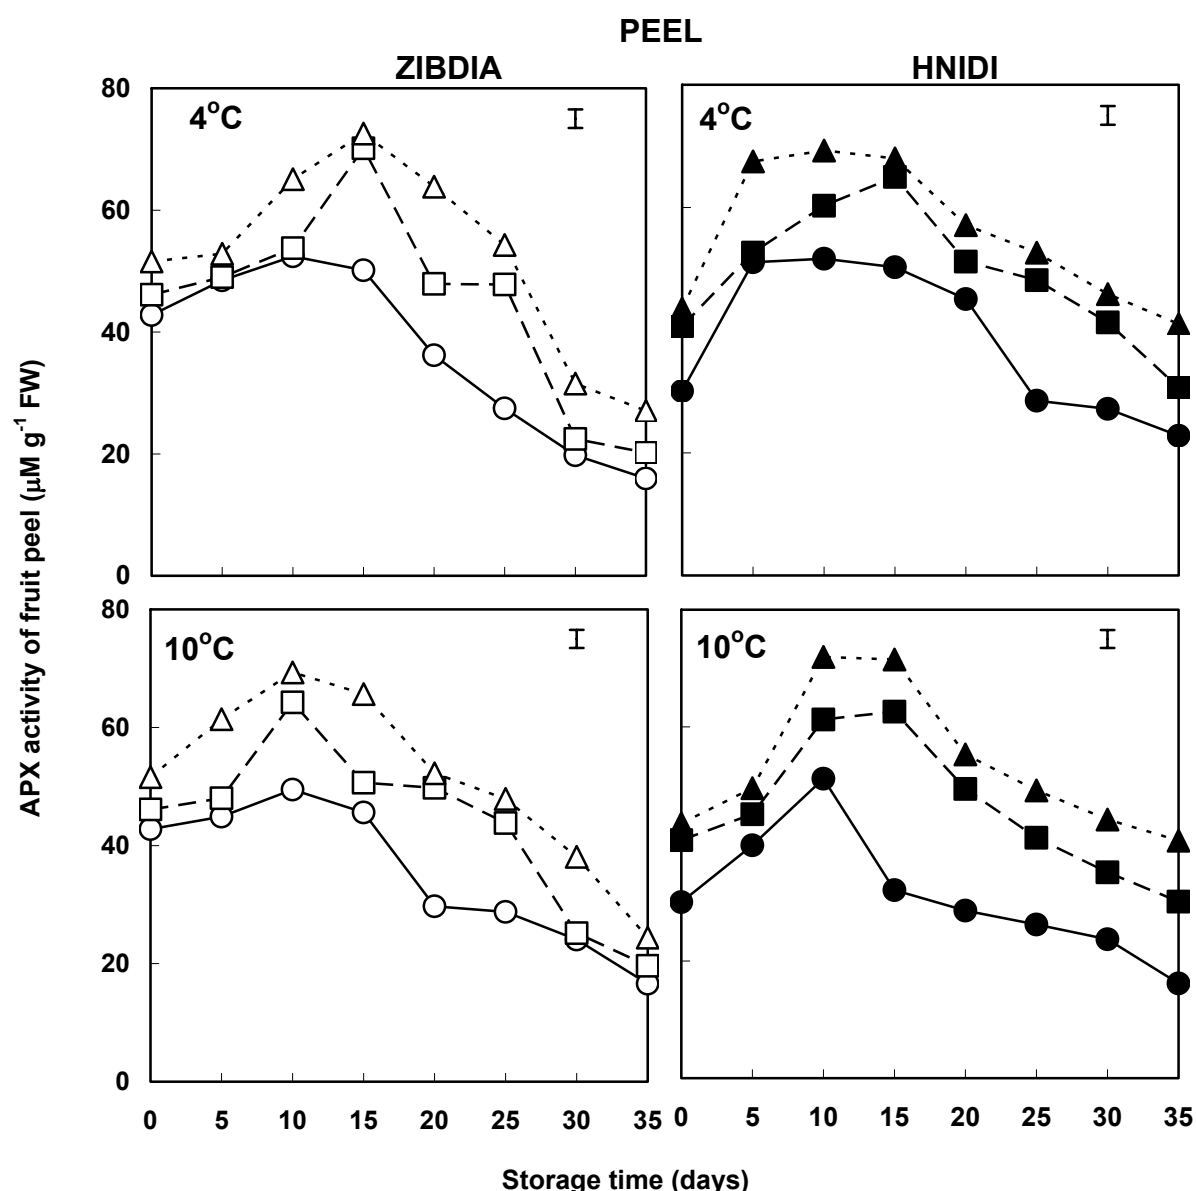 PEEL
ZIBDIA
HNIDI
80
60
40
20
0
4°C
4°C
APX activity of fruit peel (μM g⁻¹ FW)
80
60
40
20
0
10°C
10°C
0 5 10 15 20 25 30 35
0 5 10 15 20 25 30 35
Storage time (days)